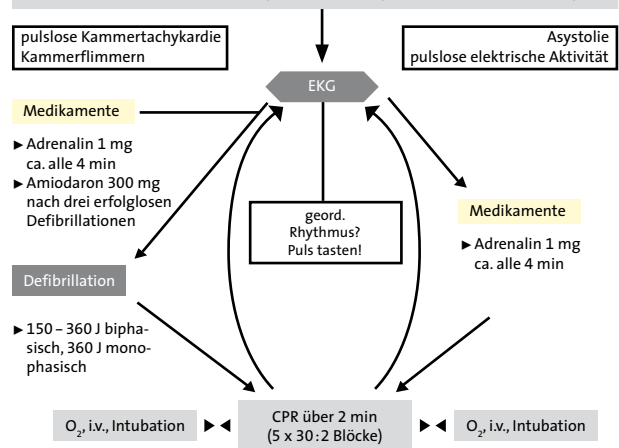 pulslose Kammertachykardie
Kammerflimmern
Asystolie
pulslose elektrische Aktivität
EKG
Medikamente
▶ Adrenalin 1 mg
ca. alle 4 min
▶ Amiodaron 300 mg
nach drei erfolglosen
Defibrillationen
geord.
Rhythmus?
Puls tasten!
Medikamente
▶ Adrenalin 1 mg
ca. alle 4 min
Defibrillation
▶ 150 – 360 J bipha-
sisch, 360 J mono-
phasisch
O₂, i.v., Intubation
CPR über 2 min
(5 x 30:2 Blöcke)
O₂, i.v., Intubation